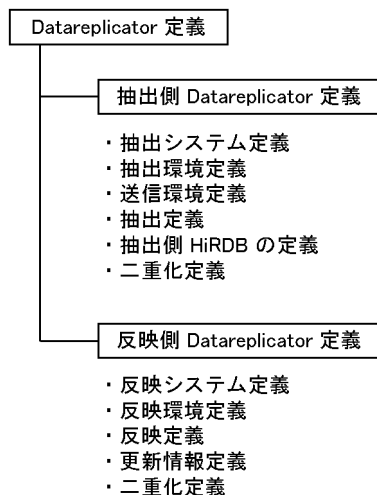 Datareplicator 定義
抽出側 Datareplicator 定義
・抽出システム定義
・抽出環境定義
・送信環境定義
・抽出定義
・抽出側 HiRDB の定義
・二重化定義
反映側 Datareplicator 定義
・反映システム定義
・反映環境定義
・反映定義
・更新情報定義
・二重化定義